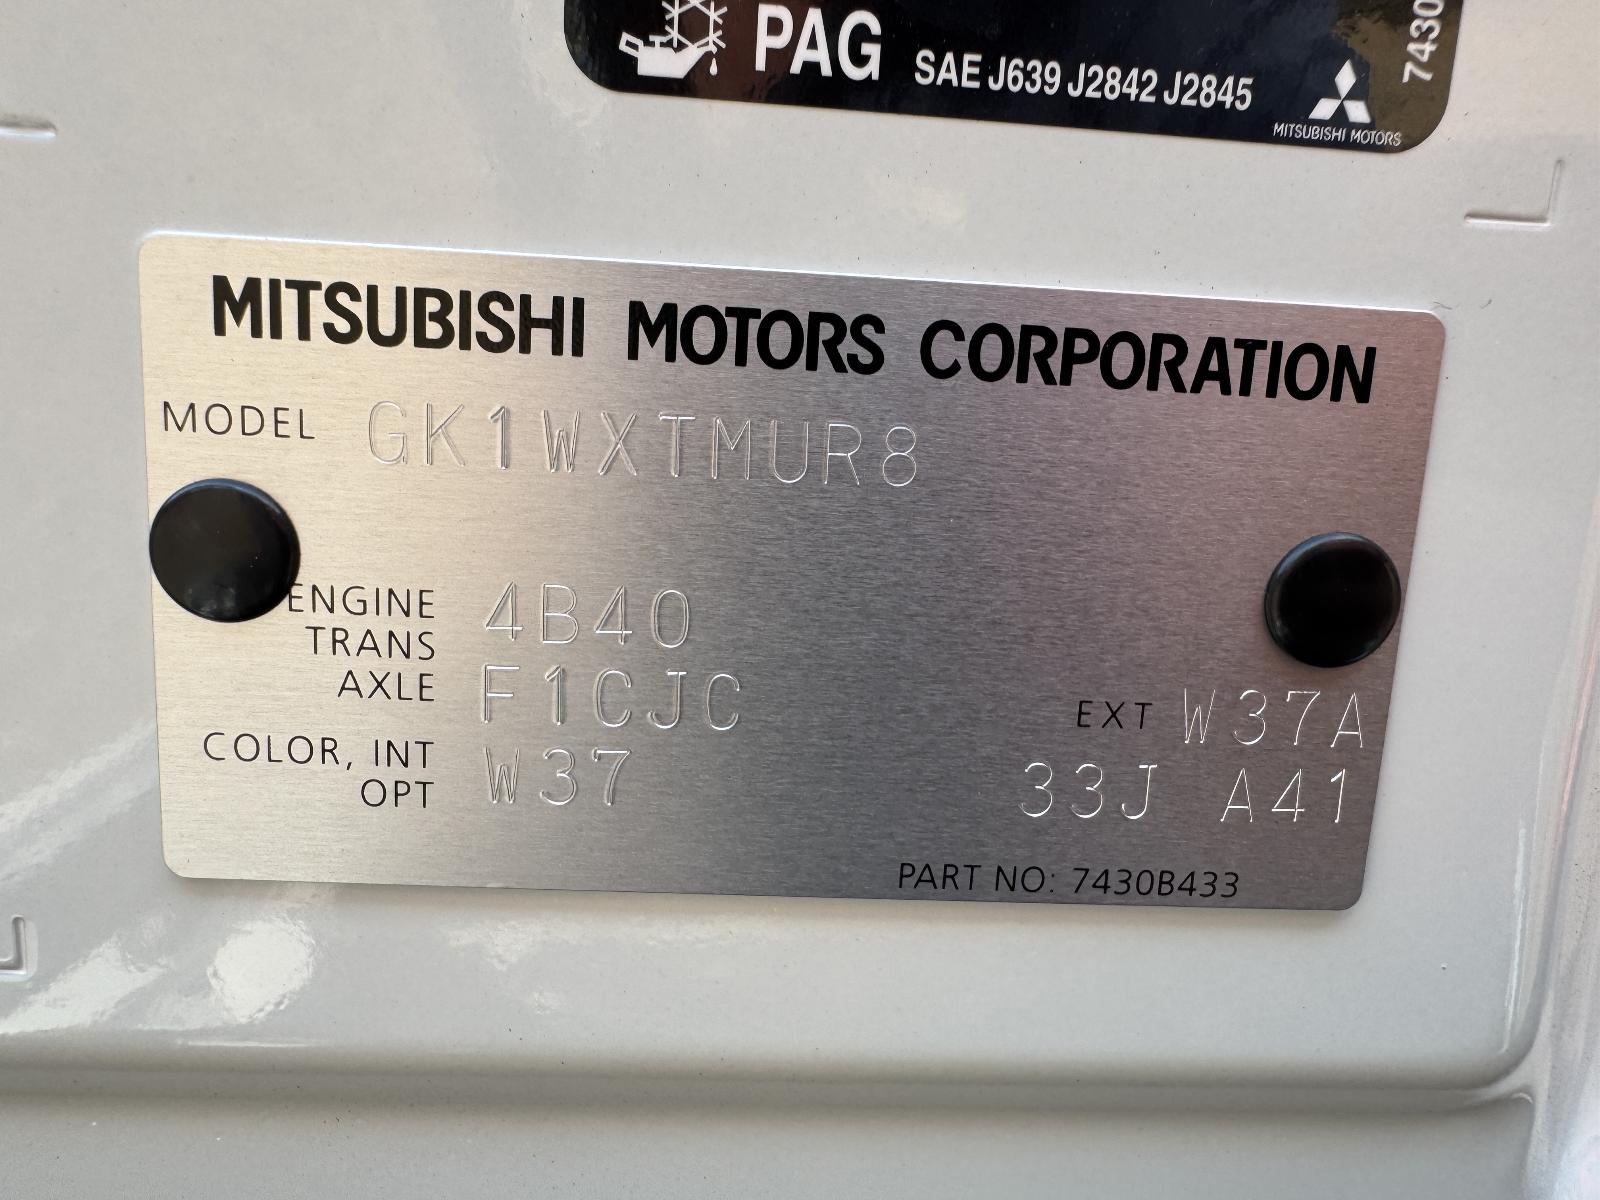 PAG SAE J639 J2842 J2845
7430
MITSUBISHI MOTORS
MITSUBISHI MOTORS CORPORATION
MODEL GK1WXTMUR8
ENGINE 4B40
TRANS
AXLE F1CJC
EXT W37A
COLOR, INT W37
OPT
33J A41
PART NO: 7430B433